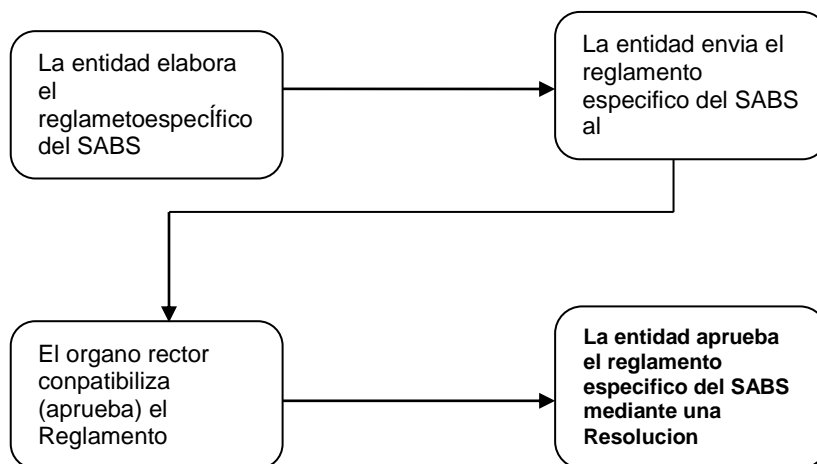 La entidad elabora
el
reglametoespecÍfico
del SABS
La entidad envia el
reglamento
especifico del SABS
al
El organo rector
conpatibiliza
(aprueba) el
Reglamento
La entidad aprueba
el reglamento
especifico del SABS
mediante una
Resolucion